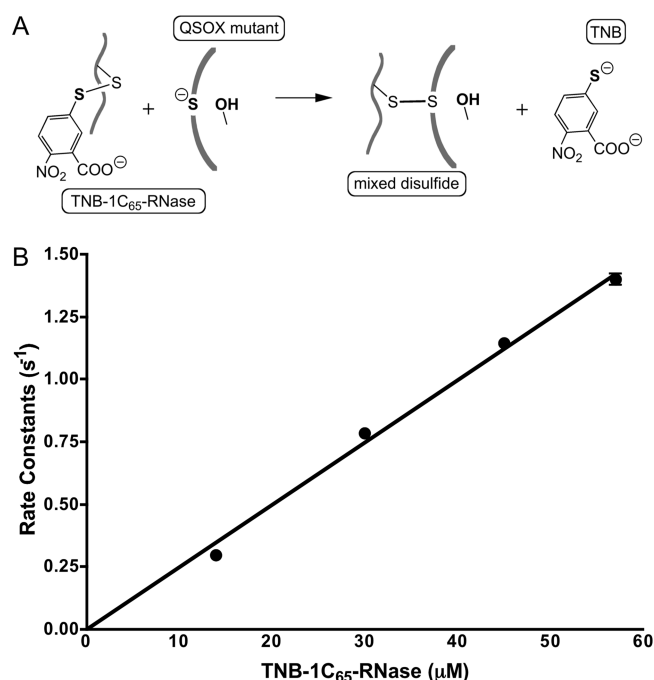 A
QSOX mutant
TNB
S S
⊖S OH
+
S S OH
+
S⊖
NO2 COO⊖
NO2 COO⊖
TNB-1C65-RNase
mixed disulfide
B
1.50
1.25
1.00
0.75
0.50
0.25
0.00
Rate Constants (s-1)
0 10 20 30 40 50 60
TNB-1C65-RNase (μM)